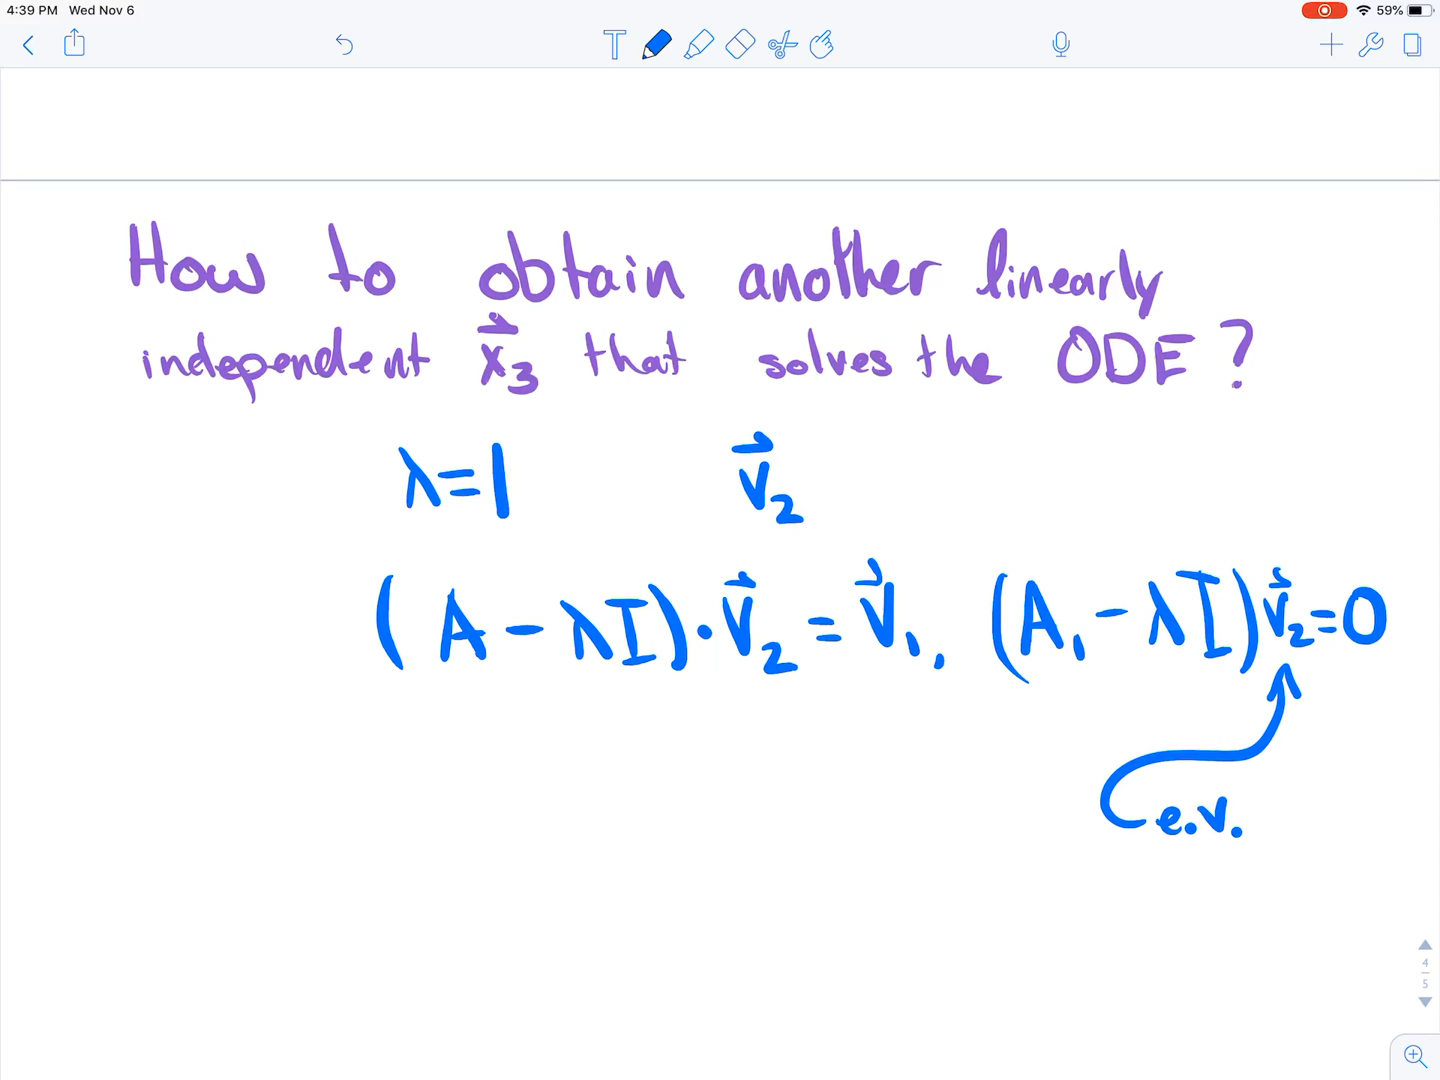 4:39 PM Wed Nov 6
59%
T
How to obtain another linearly
independent x⃗₃ that solves the ODE?
λ=1 v⃗₂
(A - λI)·v⃗₂ = v⃗₁, (A₁ - λI)v⃗₂=0
e.v.
4
5